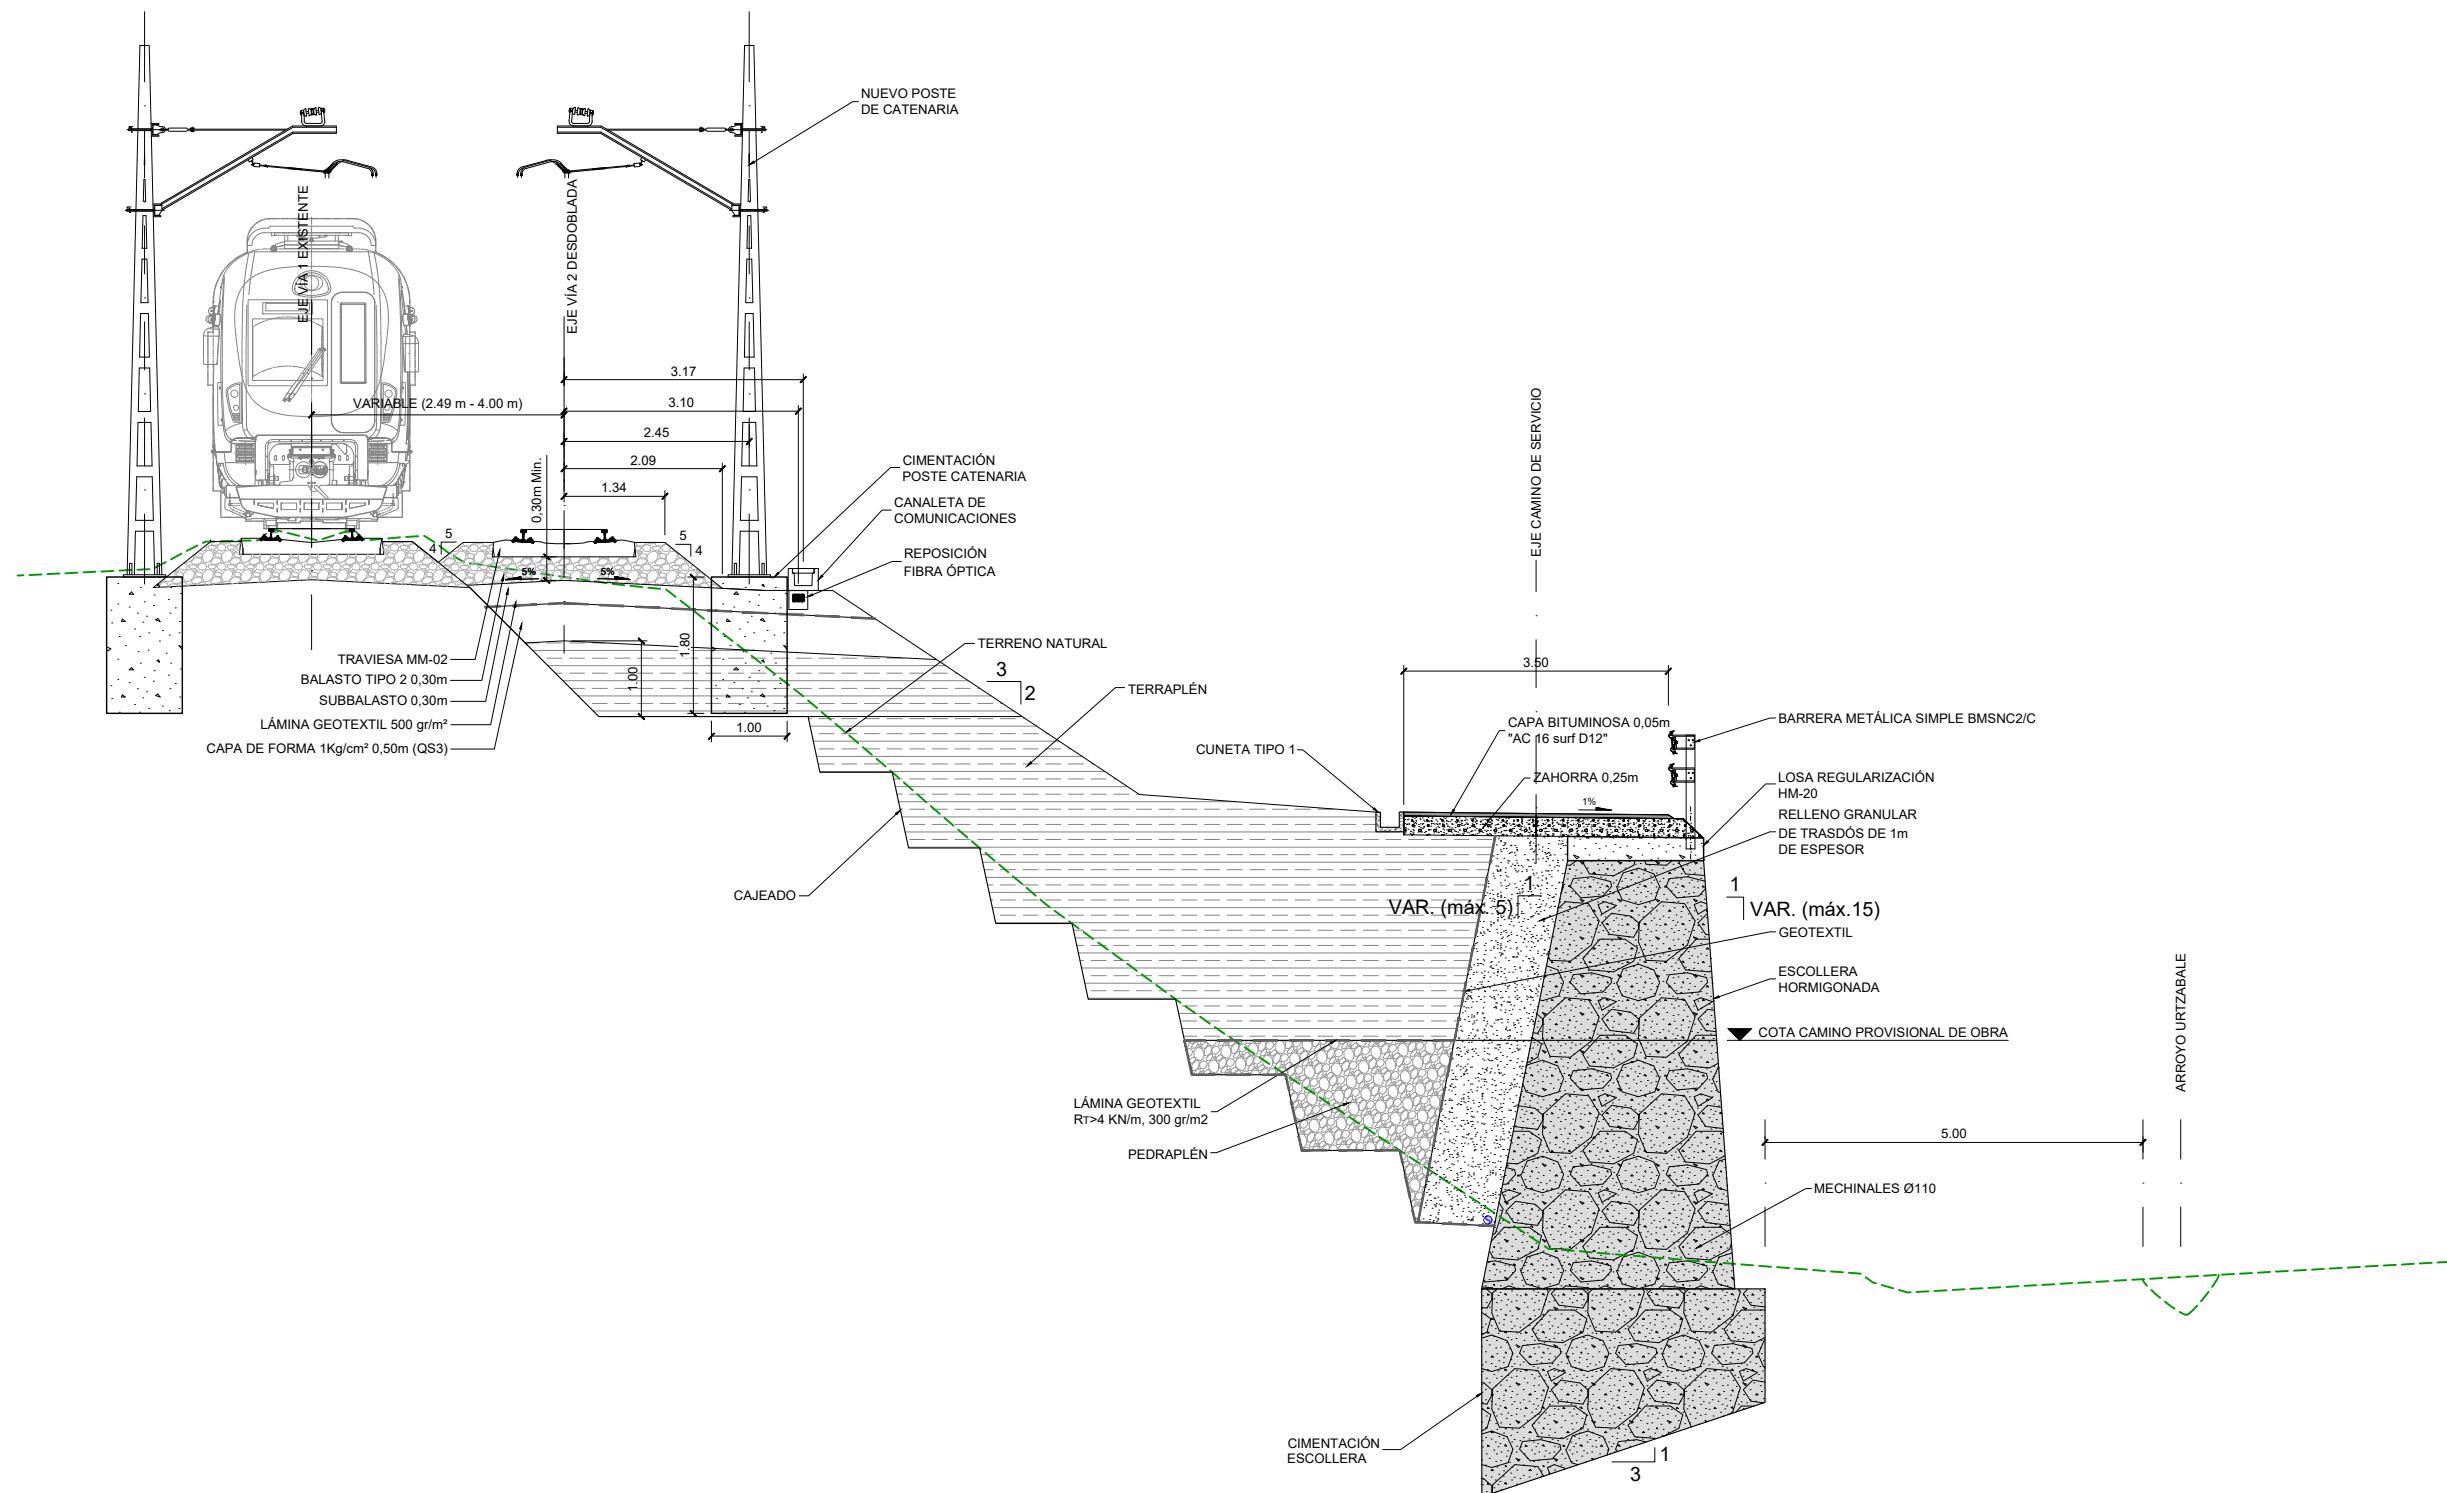 NUEVO POSTE
DE CATENARIA
EJE VÍA 1 EXISTENTE
EJE VÍA 2 DESDOBLADA
3.17
VARIABLE (2.49 m - 4.00 m)
3.10
2.45
2.09
1.34
0,30m Min.
CIMENTACIÓN
POSTE CATENARIA
CANALETA DE
COMUNICACIONES
REPOSICIÓN
FIBRA ÓPTICA
5
4
5
4
5%
5%
TRAVIESA MM-02
BALASTO TIPO 2 0,30m
SUBBALASTO 0,30m
LÁMINA GEOTEXTIL 500 gr/m²
CAPA DE FORMA 1Kg/cm² 0,50m (QS3)
1.00
1.80
1.00
TERRENO NATURAL
3
2
TERRAPLÉN
CAJEADO
EJE CAMINO DE SERVICIO
3.50
CAPA BITUMINOSA 0,05m
"AC 16 surf D12"
CUNETA TIPO 1
ZAHORRA 0,25m
1%
BARRERA METÁLICA SIMPLE BMSNC2/C
LOSA REGULARIZACIÓN
HM-20
RELLENO GRANULAR
DE TRASDÓS DE 1m
DE ESPESOR
1
VAR. (máx. 5)
1
VAR. (máx.15)
GEOTEXTIL
ESCOLLERA
HORMIGONADA
COTA CAMINO PROVISIONAL DE OBRA
ARROYO URTZABALE
LÁMINA GEOTEXTIL
RT>4 KN/m, 300 gr/m2
PEDRAPLÉN
5.00
MECHINALES Ø110
CIMENTACIÓN
ESCOLLERA
1
3